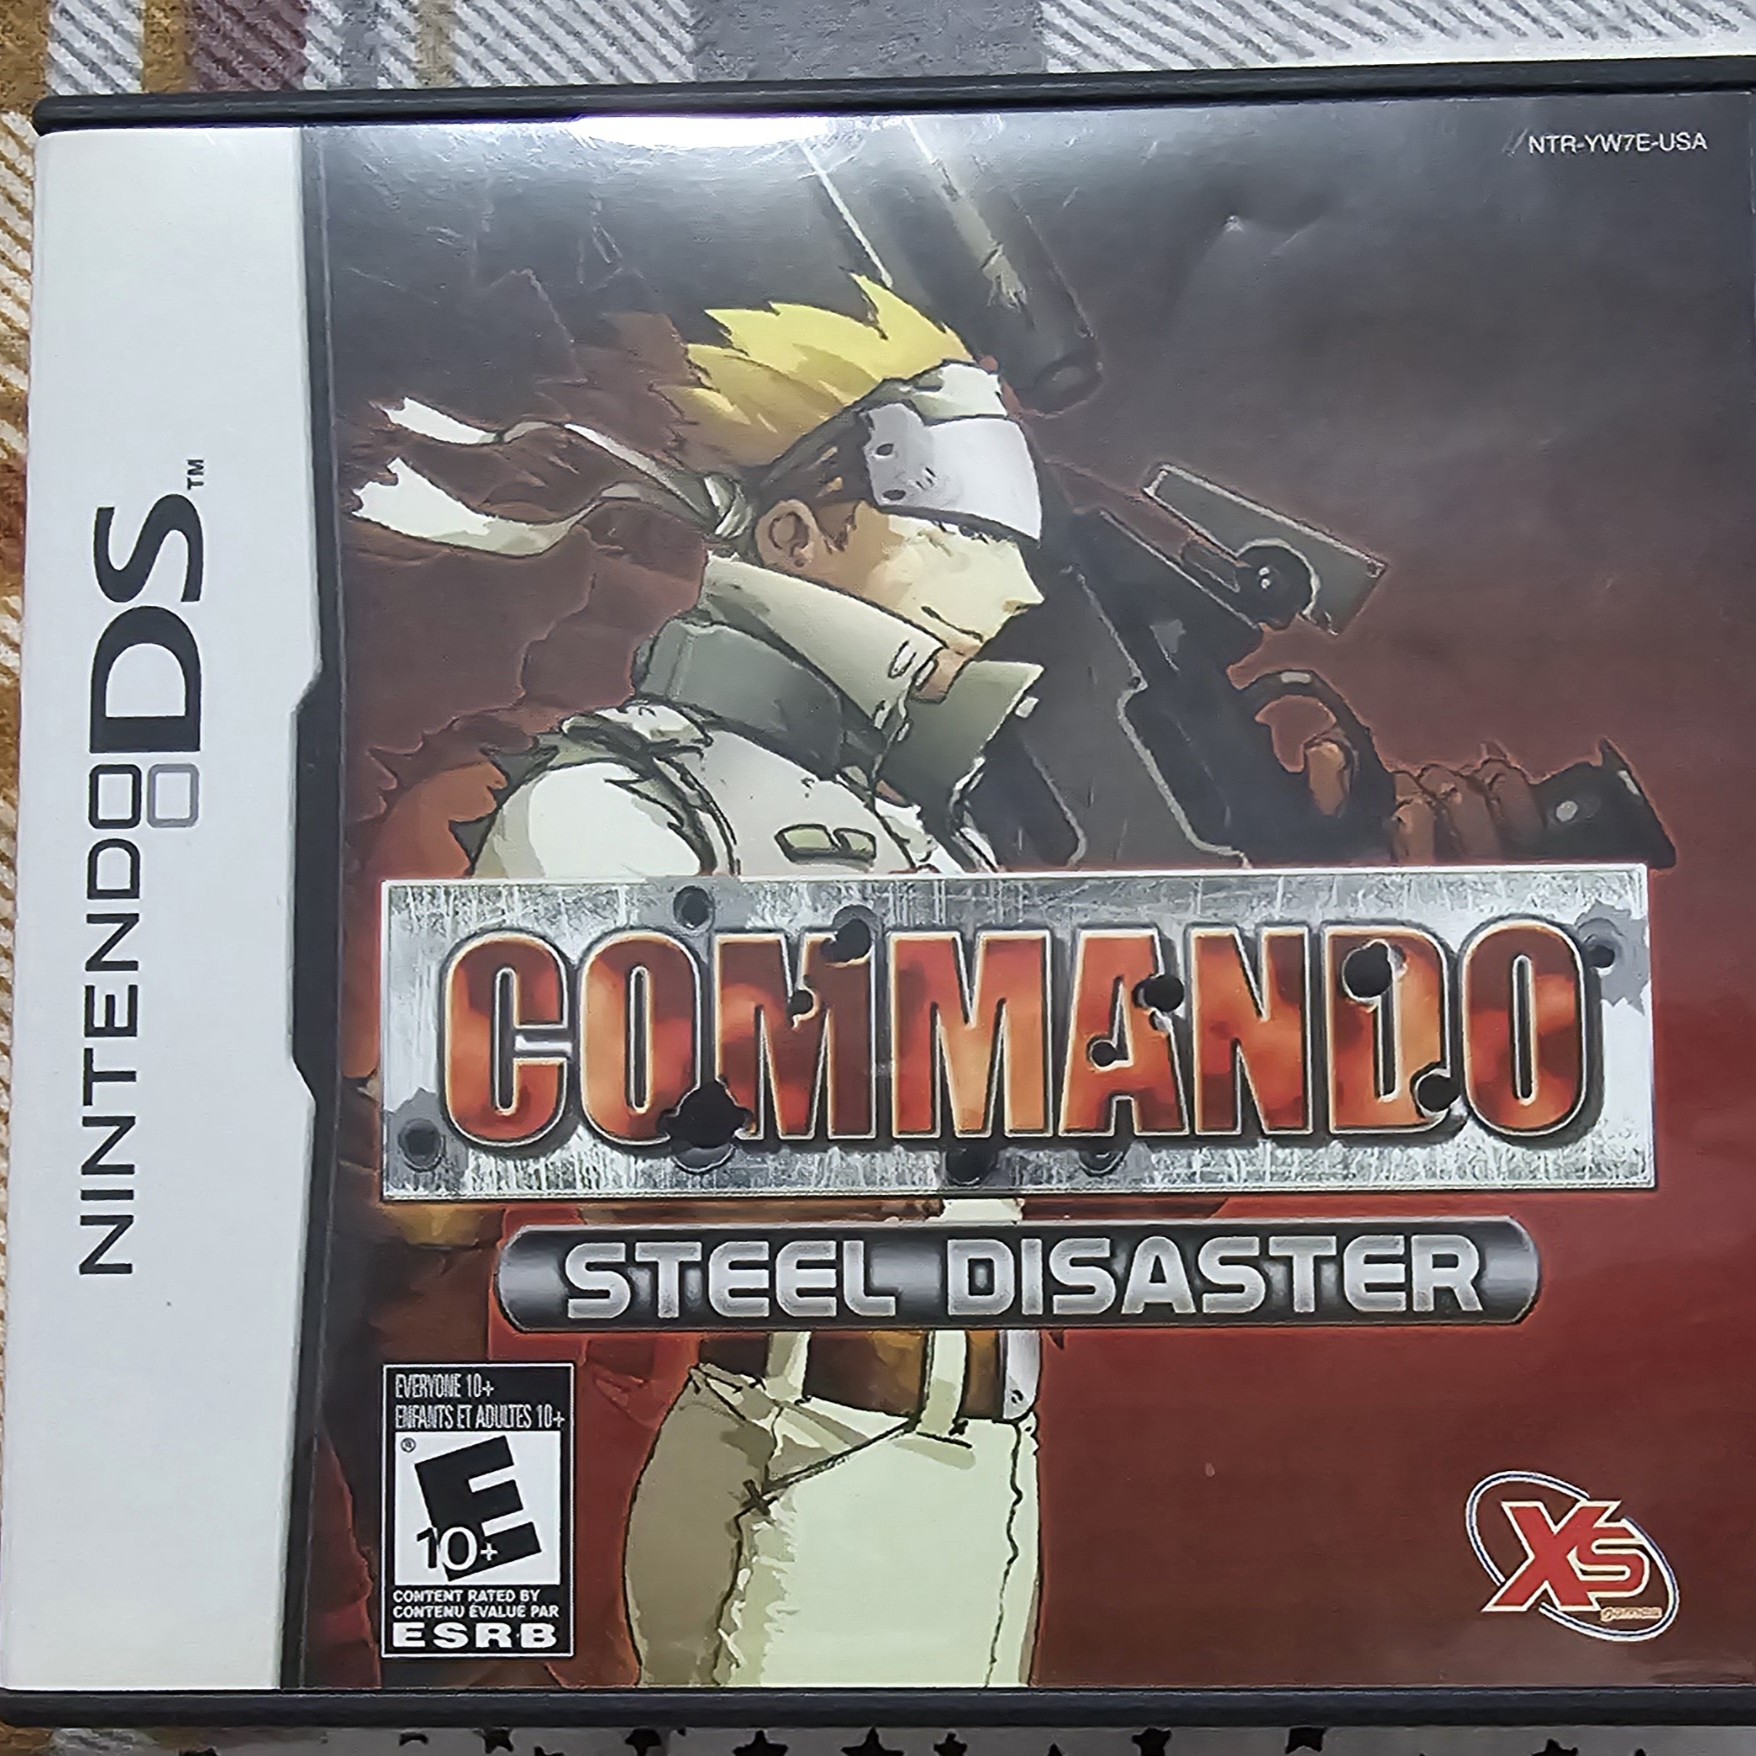 NTR-YW7E-USA
NINTENDO DS™
COMMANDO
STEEL DISASTER
EVERYONE 10+
ENFANTS ET ADULTES 10+
®
E
10+
CONTENT RATED BY
CONTENU ÉVALUÉ PAR
ESRB
XS
games